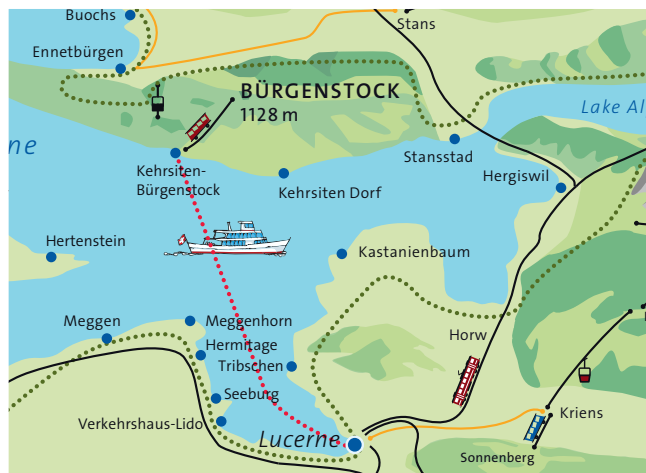 Buochs
Stans
Ennetbürgen
BÜRGENSTOCK
1128 m
Lake Al
ne
Stansstad
Kehrsiten-
Bürgenstock
Kehrsiten Dorf
Hergiswil
Hertenstein
Kastanienbaum
Meggen
Meggenhorn
Hermitage
Horw
Tribschen
Seeburg
Verkehrshaus-Lido
Lucerne
Kriens
Sonnenberg